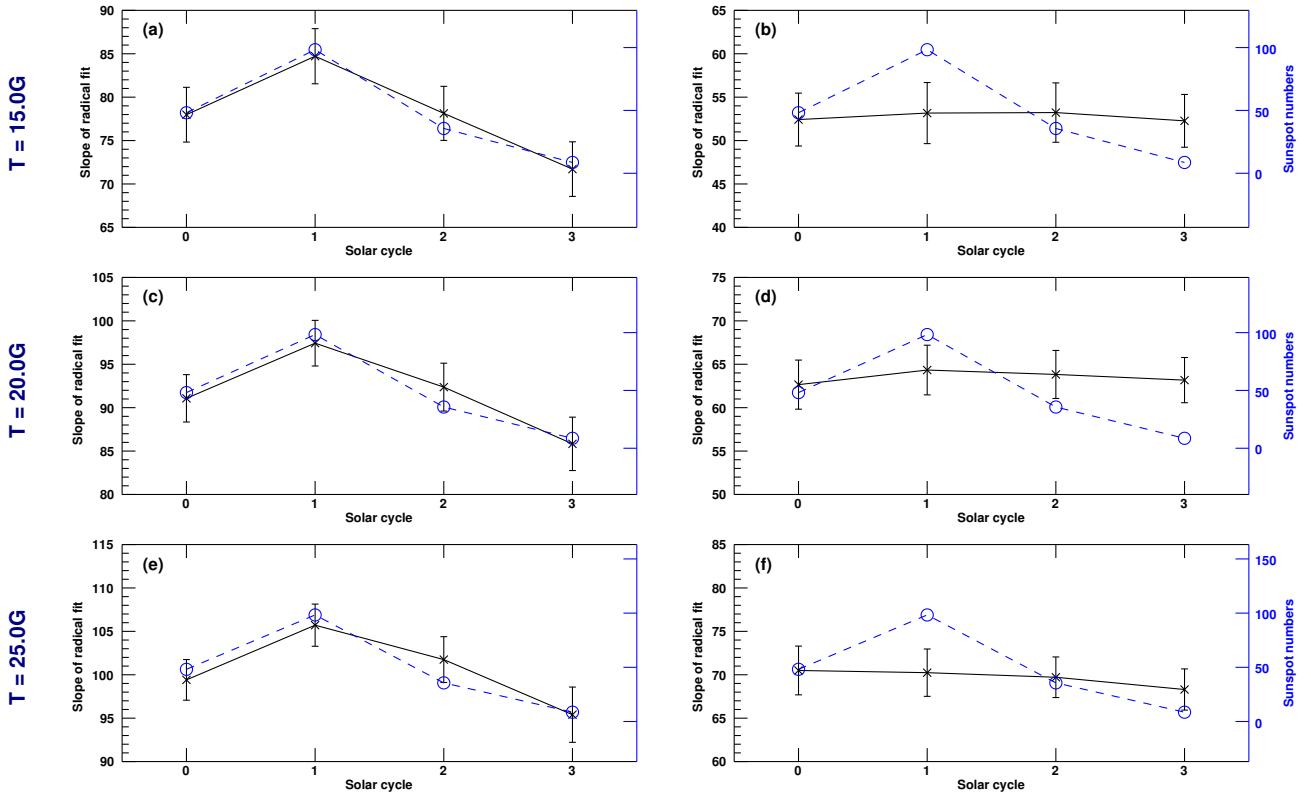 T = 15.0G
(a)
Slope of radical fit
90
85
80
75
70
65
0 1 2 3
Solar cycle
(b)
Slope of radical fit
65
60
55
50
45
40
0 1 2 3
Solar cycle
100
50
0
Sunspot numbers
T = 20.0G
(c)
Slope of radical fit
105
100
95
90
85
80
0 1 2 3
Solar cycle
(d)
Slope of radical fit
75
70
65
60
55
50
0 1 2 3
Solar cycle
100
50
0
Sunspot numbers
T = 25.0G
(e)
Slope of radical fit
115
110
105
100
95
90
0 1 2 3
Solar cycle
(f)
Slope of radical fit
85
80
75
70
65
60
0 1 2 3
Solar cycle
150
100
50
0
Sunspot numbers